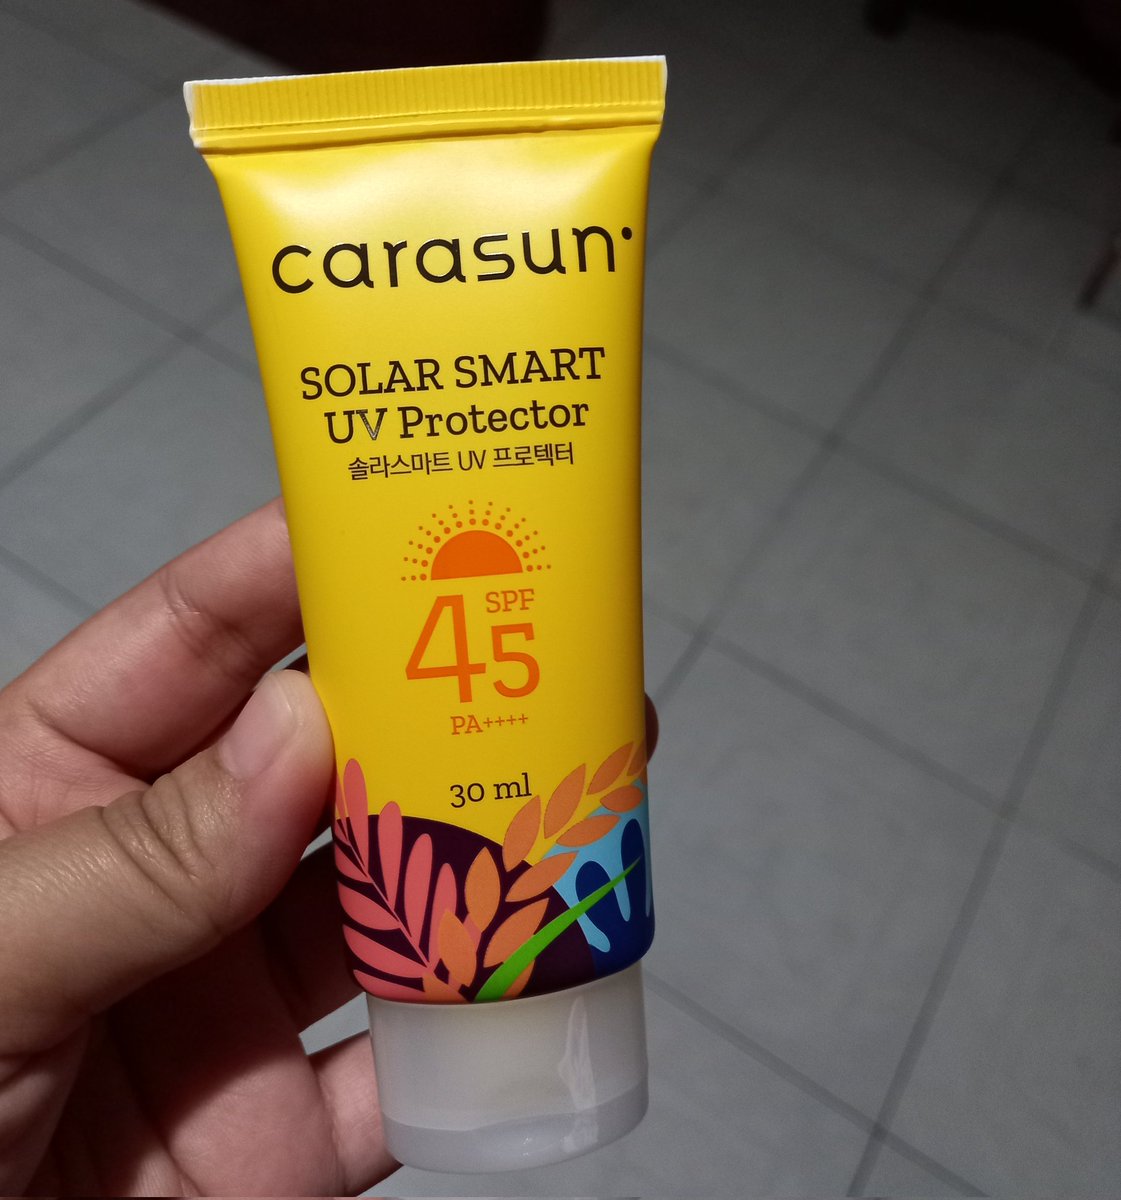 carasun
SOLAR SMART
UV Protector
솔라스마트 UV 프로텍터
SPF
45
PA++++
30 ml